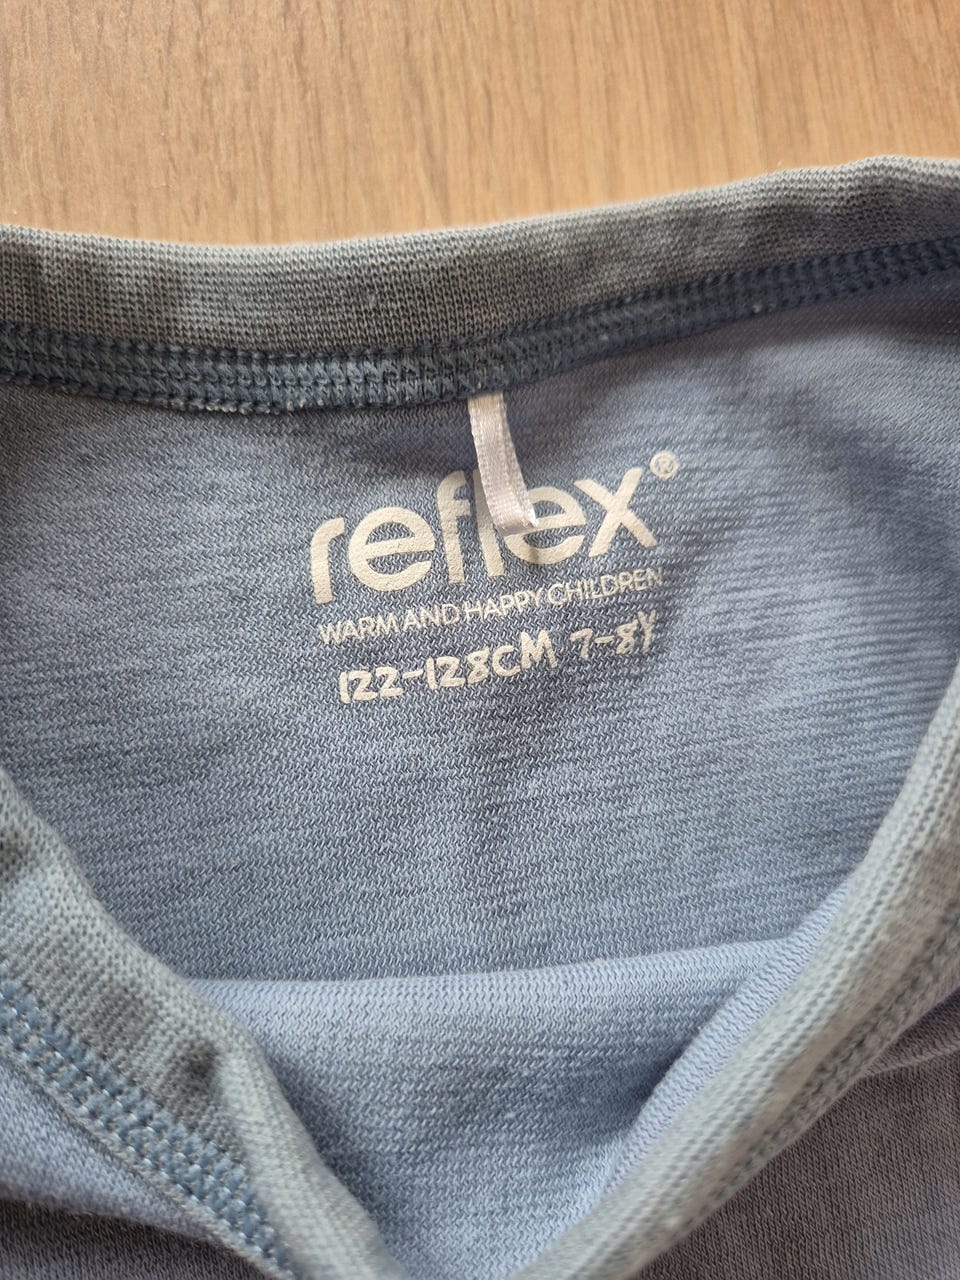 reflex®
WARM AND HAPPY CHILDREN
122-128CM 7-8Y